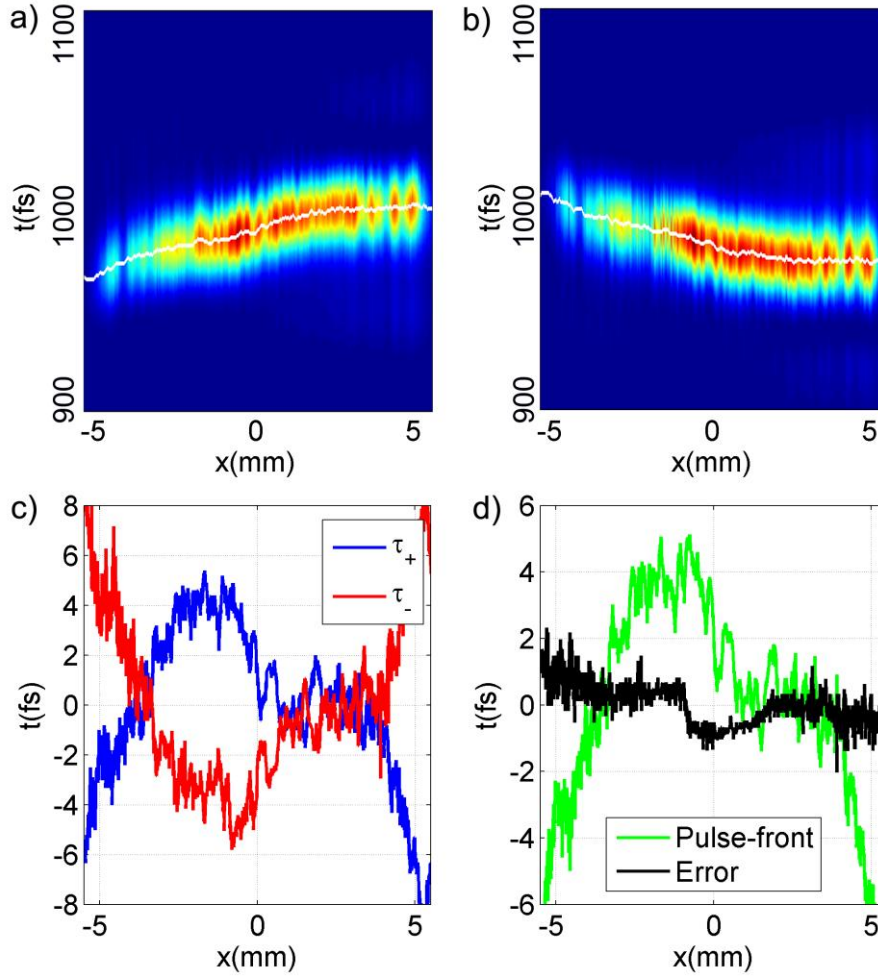 a)
1100
1000
900
t(fs)
-5 0 5
x(mm)
b)
1100
1000
900
t(fs)
-5 0 5
x(mm)
c)
8
6
4
2
0
-2
-4
-6
-8
t(fs)
τ+
τ-
-5 0 5
x(mm)
d)
6
4
2
0
-2
-4
-6
t(fs)
Pulse-front
Error
-5 0 5
x(mm)